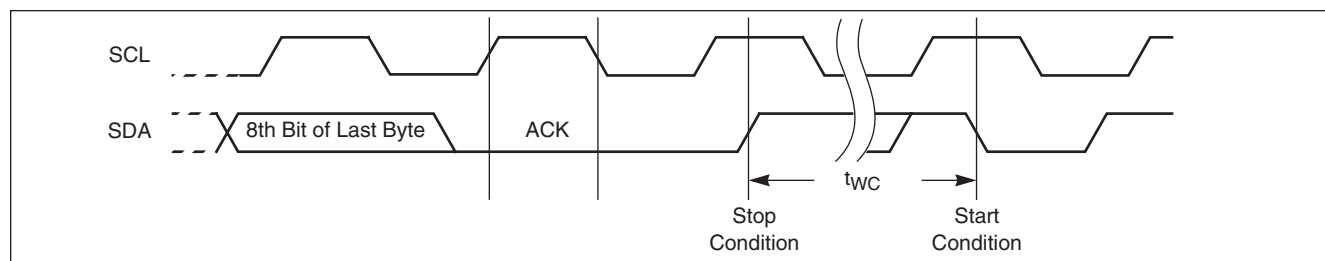 SCL
SDA
8th Bit of Last Byte
ACK
tWC
Stop
Condition
Start
Condition